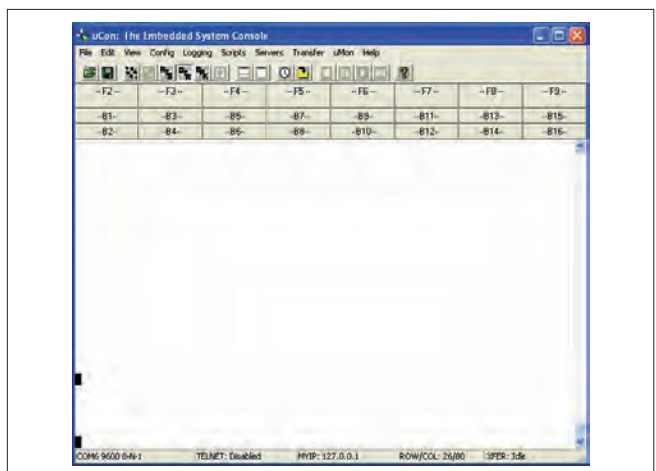 uCon: The Embedded System Console
File Edit View Config Logging Scripts Servers Transfer uMon Help
--F2-- --F3-- --F4-- --F5-- --F6-- --F7-- --F8-- --F9--
-B1- -B3- -B5- -B7- -B9- -B11- -B13- -B15-
-B2- -B4- -B6- -B8- -B10- -B12- -B14- -B16-
COM6 9600 8-N-1 TELNET: Disabled MYIP: 127.0.0.1 ROW/COL: 26/80 XFER: Idle